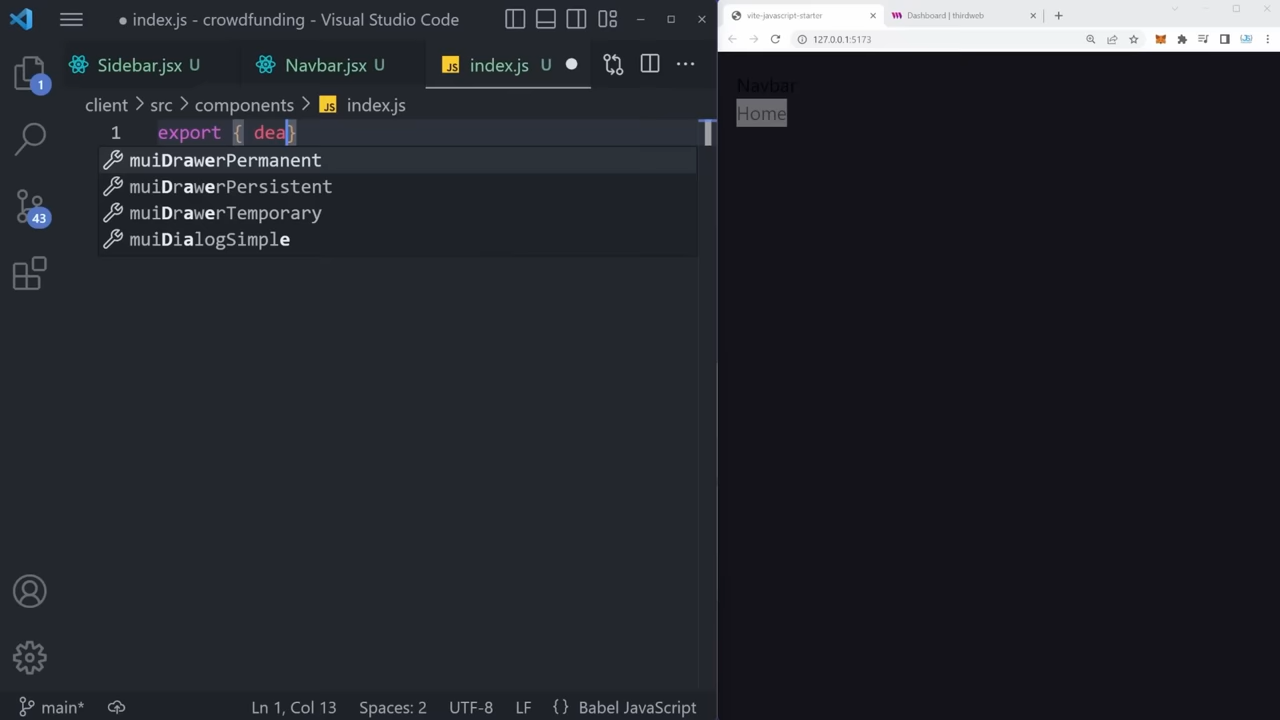 index.js - crowdfunding - Visual Studio Code
Sidebar.jsx U
Navbar.jsx U
index.js U
client > src > components > JS index.js
1 export { dea}
muiDrawerPermanent
muiDrawerPersistent
muiDrawerTemporary
muiDialogSimple
1
43
main*
Ln 1, Col 13
Spaces: 2
UTF-8
LF
{} Babel JavaScript
vite-javascript-starter
Dashboard | thirdweb
127.0.0.1:5173
Navbar
Home